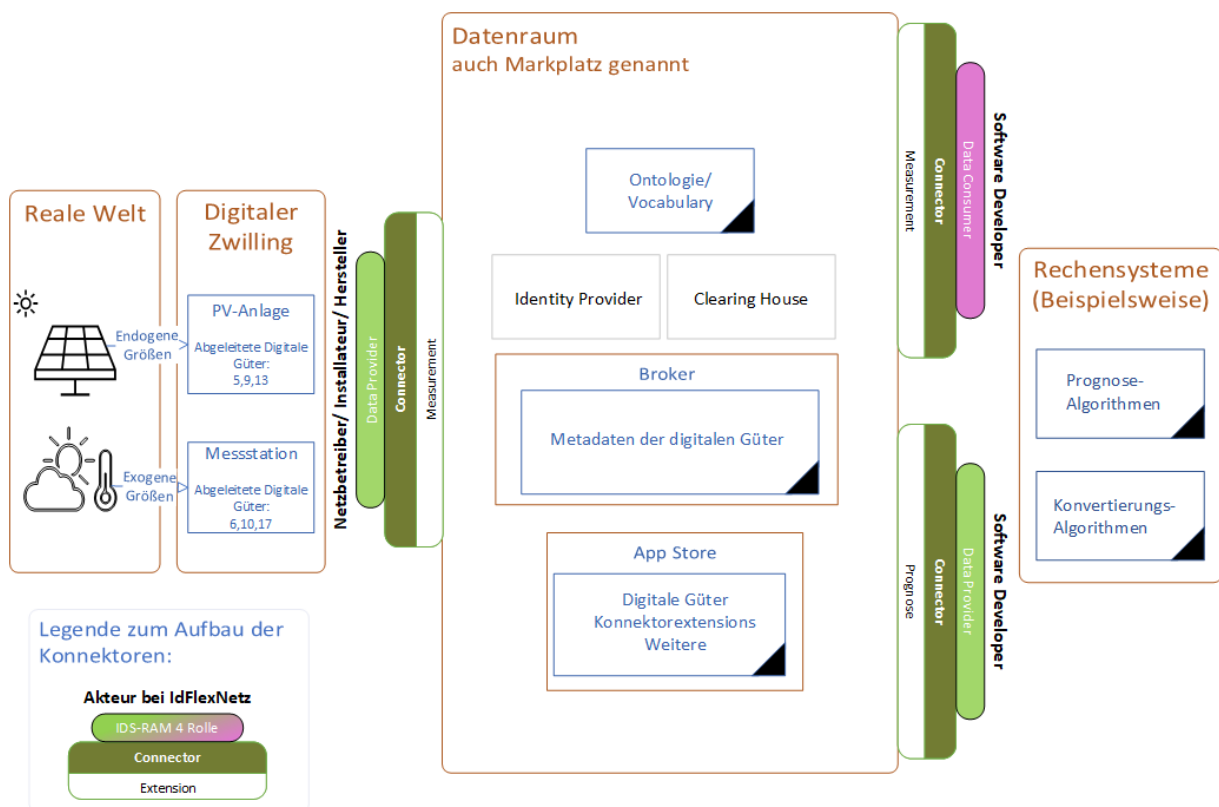 Datenraum
auch Markplatz genannt
Reale Welt
Endogene
Größen
Exogene
Größen
Digitaler
Zwilling
PV-Anlage
Abgeleitete Digitale
Güter:
5,9,13
Messstation
Abgeleitete Digitale
Güter:
6,10,17
Netzbetreiber/ Installateur/ Hersteller
Data Provider
Connector
Measurement
Ontologie/
Vocabulary
Identity Provider
Clearing House
Broker
Metadaten der digitalen Güter
App Store
Digitale Güter
Konnektorextensions
Weitere
Measurement
Connector
Data Consumer
Software Developer
Prognose
Connector
Data Provider
Software Developer
Rechensysteme
(Beispielsweise)
Prognose-
Algorithmen
Konvertierungs-
Algorithmen
Legende zum Aufbau der
Konnektoren:
Akteur bei IdFlexNetz
IDS-RAM 4 Rolle
Connector
Extension